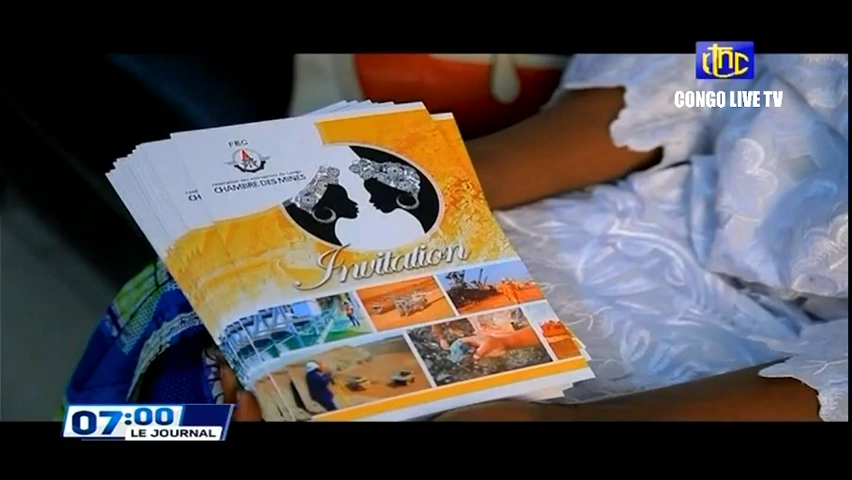 CONGO LIVE TV
FEC
CHAMBRE DES MINES
Invitation
07:00
LE JOURNAL